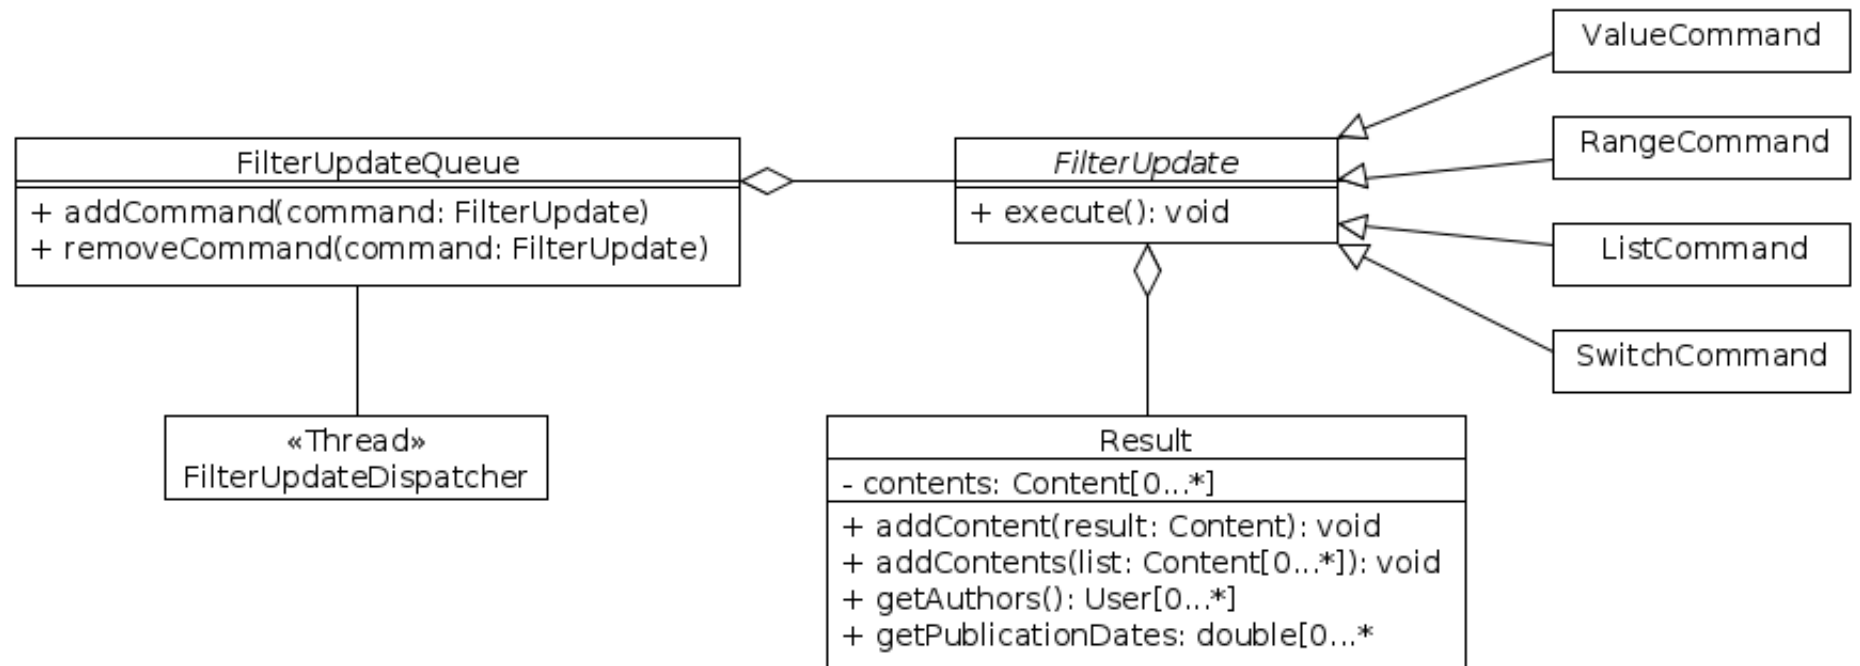 ValueCommand
RangeCommand
ListCommand
SwitchCommand
FilterUpdateQueue
+ addCommand(command: FilterUpdate)
+ removeCommand(command: FilterUpdate)
FilterUpdate
+ execute(): void
«Thread»
FilterUpdateDispatcher
Result
- contents: Content[0...*]
+ addContent(result: Content): void
+ addContents(list: Content[0...*]): void
+ getAuthors(): User[0...*]
+ getPublicationDates: double[0...*